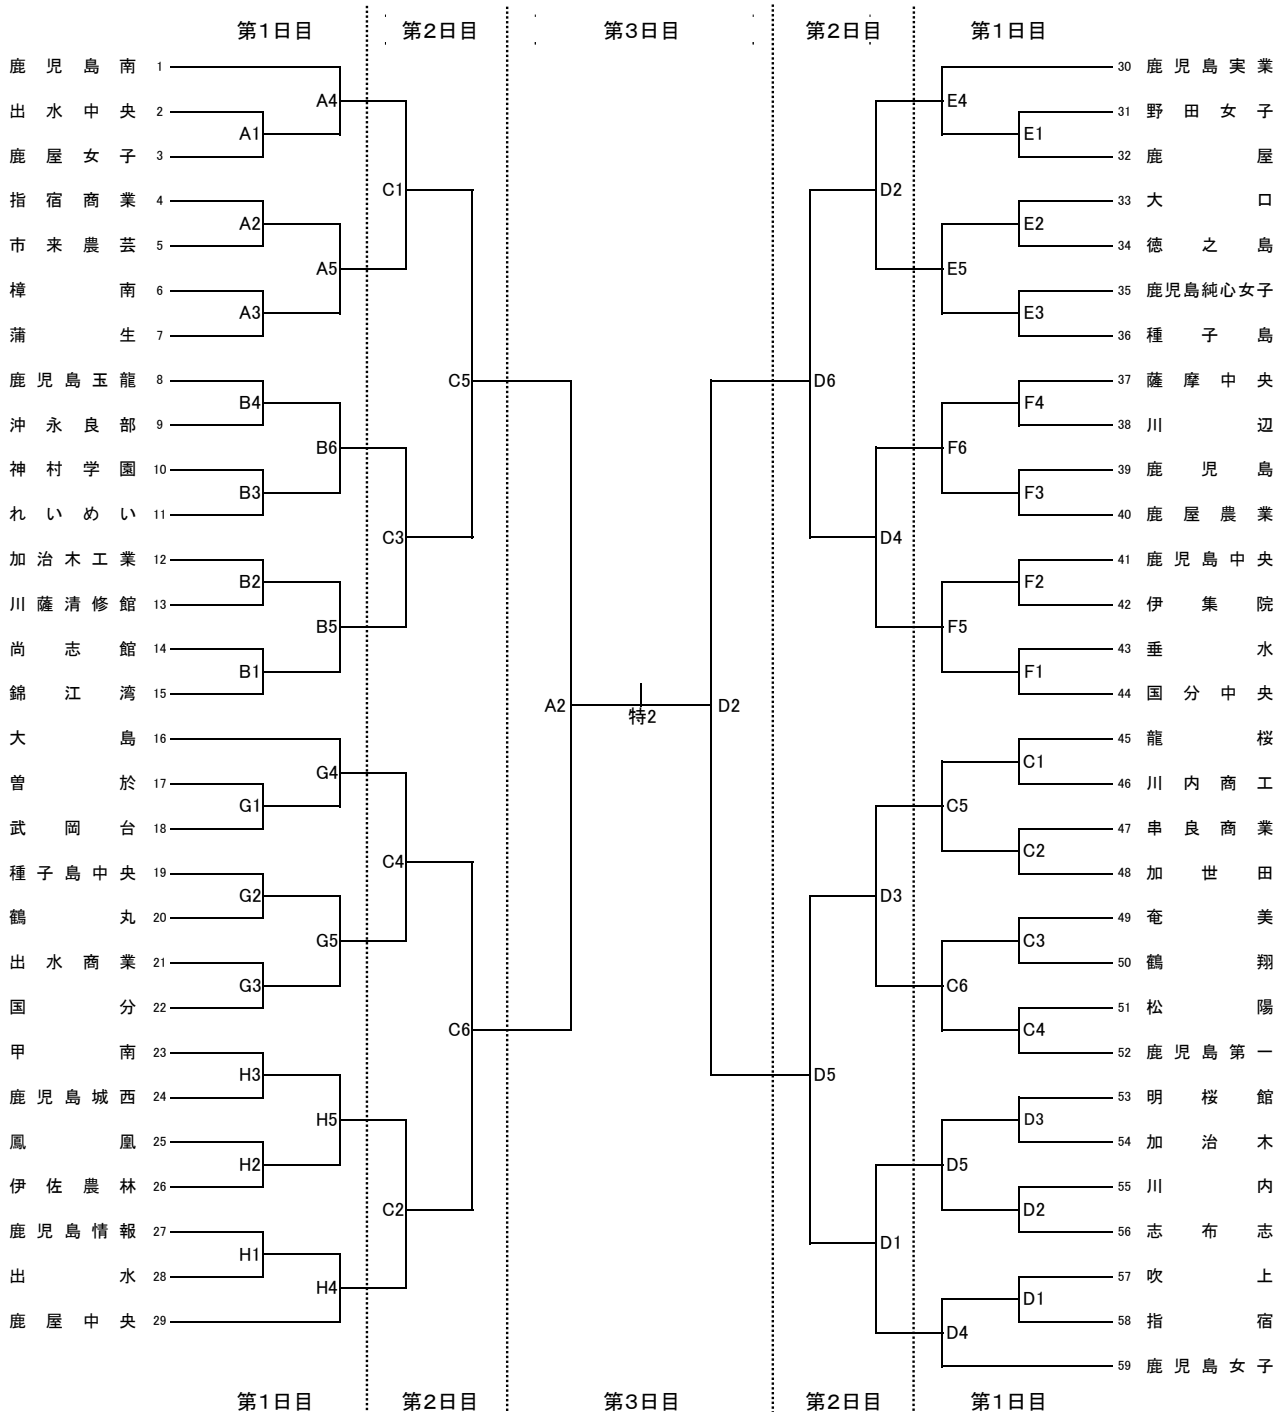 第1日目 第2日目 第3日目 第2日目 第1日目
鹿児島南 1
出水中央 2
鹿屋女子 3
指宿商業 4
市来農芸 5
樟南 6
蒲生 7
鹿児島玉龍 8
沖永良部 9
神村学園 10
れいめい 11
加治木工業 12
川薩清修館 13
尚志館 14
錦江湾 15
大島 16
曽於 17
武岡台 18
種子島中央 19
鶴丸 20
出水商業 21
国分 22
甲南 23
鹿児島城西 24
鳳凰 25
伊佐農林 26
鹿児島情報 27
出水 28
鹿屋中央 29
A1
A2
A3
B4
B3
B2
B1
G1
G2
G3
H3
H2
H1
A4
A5
B6
B5
G4
G5
H5
H4
C1
C3
C4
C2
C5
C6
A2
特2
D2
D6
D5
D2
D4
D3
D1
E4
E5
F6
F5
C5
C6
D5
D4
E1
E2
E3
F4
F3
F2
F1
C1
C2
C3
C4
D3
D2
D1
30 鹿児島実業
31 野田女子
32 鹿屋
33 大口
34 徳之島
35 鹿児島純心女子
36 種子島
37 薩摩中央
38 川辺
39 鹿児島
40 鹿屋農業
41 鹿児島中央
42 伊集院
43 垂水
44 国分中央
45 龍桜
46 川内商工
47 串良商業
48 加世田
49 奄美
50 鶴翔
51 松陽
52 鹿児島第一
53 明桜館
54 加治木
55 川内
56 志布志
57 吹上
58 指宿
59 鹿児島女子
第1日目 第2日目 第3日目 第2日目 第1日目